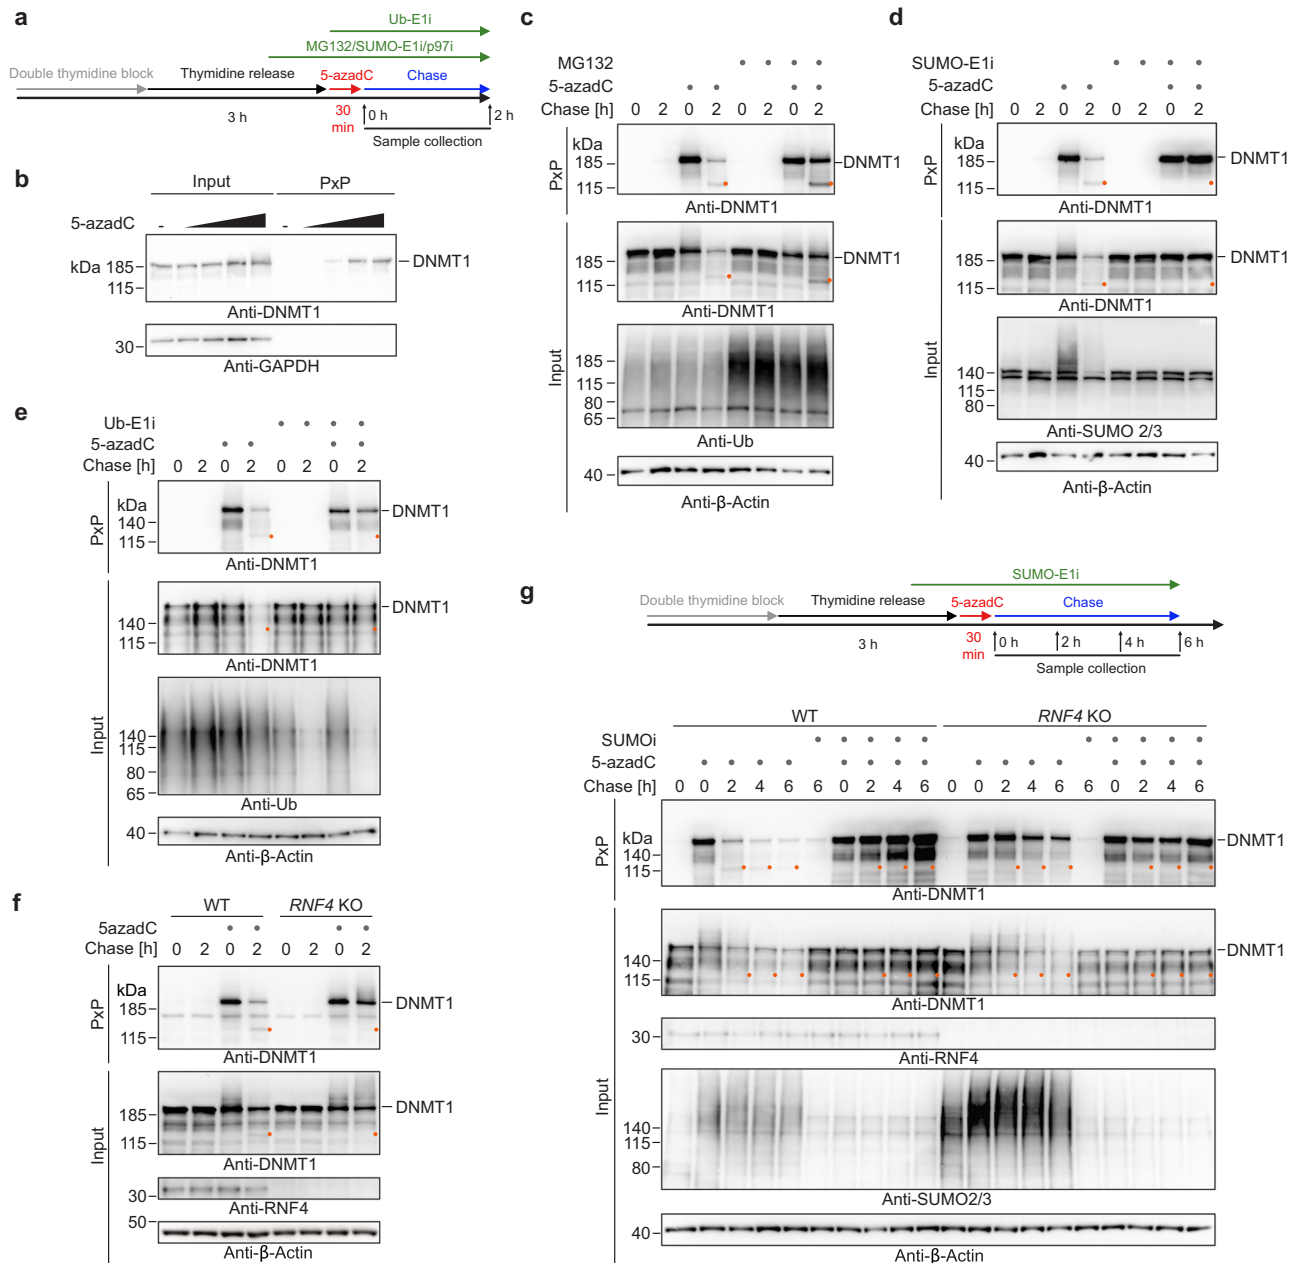 a
Ub-E1i
MG132/SUMO-E1i/p97i
Double thymidine block
Thymidine release
5-azadC
Chase
3 h
30
min
0 h
2 h
Sample collection
b
Input
PxP
5-azadC
-
-
kDa
185
115
DNMT1
Anti-DNMT1
30
Anti-GAPDH
c
MG132
5-azadC
Chase [h]
0 2 0 2 0 2 0 2
PxP
kDa
185
115
DNMT1
Anti-DNMT1
Input
185
115
DNMT1
Anti-DNMT1
185
115
80
65
Anti-Ub
40
Anti-β-Actin
d
SUMO-E1i
5-azadC
Chase [h]
0 2 0 2 0 2 0 2
PxP
kDa
185
115
DNMT1
Anti-DNMT1
Input
185
115
DNMT1
Anti-DNMT1
140
115
80
Anti-SUMO 2/3
40
Anti-β-Actin
e
Ub-E1i
5-azadC
Chase [h]
0 2 0 2 0 2 0 2
PxP
kDa
140
115
DNMT1
Anti-DNMT1
Input
140
115
DNMT1
Anti-DNMT1
140
115
80
65
Anti-Ub
40
Anti-β-Actin
f
WT
RNF4 KO
5azadC
Chase [h]
0 2 0 2 0 2 0 2
PxP
kDa
185
115
DNMT1
Anti-DNMT1
Input
185
115
DNMT1
Anti-DNMT1
30
Anti-RNF4
50
Anti-β-Actin
g
SUMO-E1i
Double thymidine block
Thymidine release
5-azadC
Chase
3 h
30
min
0 h
2 h
4 h
6 h
Sample collection
WT
RNF4 KO
SUMOi
5-azadC
Chase [h]
0 0 2 4 6 6 0 2 4 6 0 0 2 4 6 6 0 2 4 6
PxP
kDa
140
115
DNMT1
Anti-DNMT1
Input
140
115
DNMT1
Anti-DNMT1
30
Anti-RNF4
140
115
80
Anti-SUMO2/3
40
Anti-β-Actin